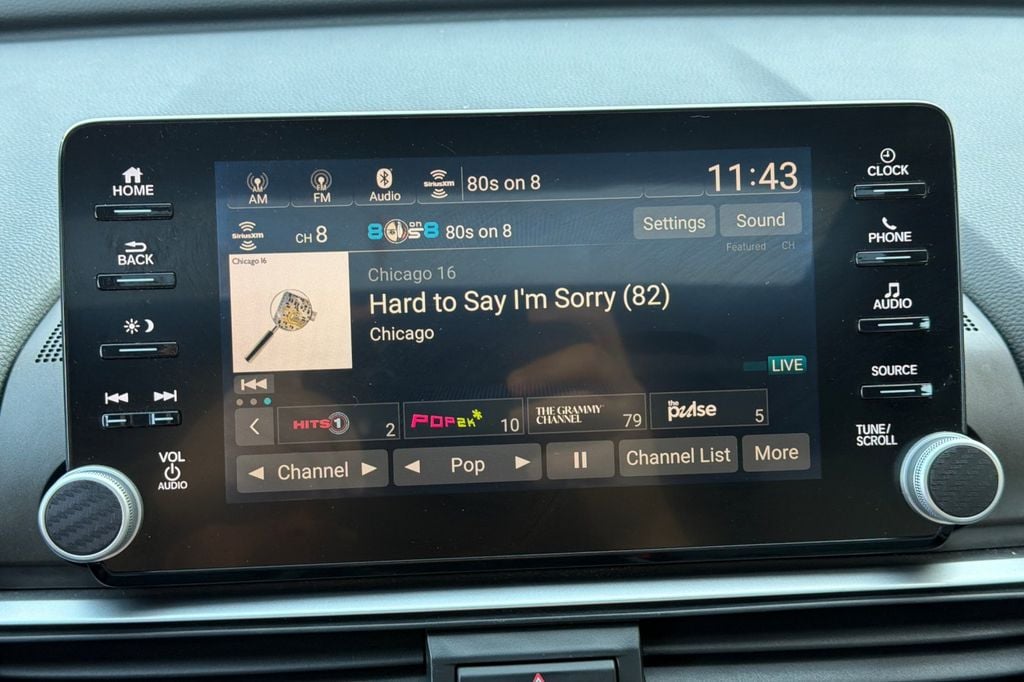 HOME
BACK
VOL
AUDIO
AM
FM
Audio
SiriusXm
80s on 8
11:43
SiriusXm
CH 8
80s on 8
80s on 8
Settings
Sound
Featured CH
Chicago 16
Chicago 16
Hard to Say I'm Sorry (82)
Chicago
LIVE
HITS 1
2
POP2K
10
THE GRAMMY
CHANNEL
79
the pulse
5
Channel
Pop
Channel List
More
CLOCK
PHONE
AUDIO
SOURCE
TUNE/
SCROLL